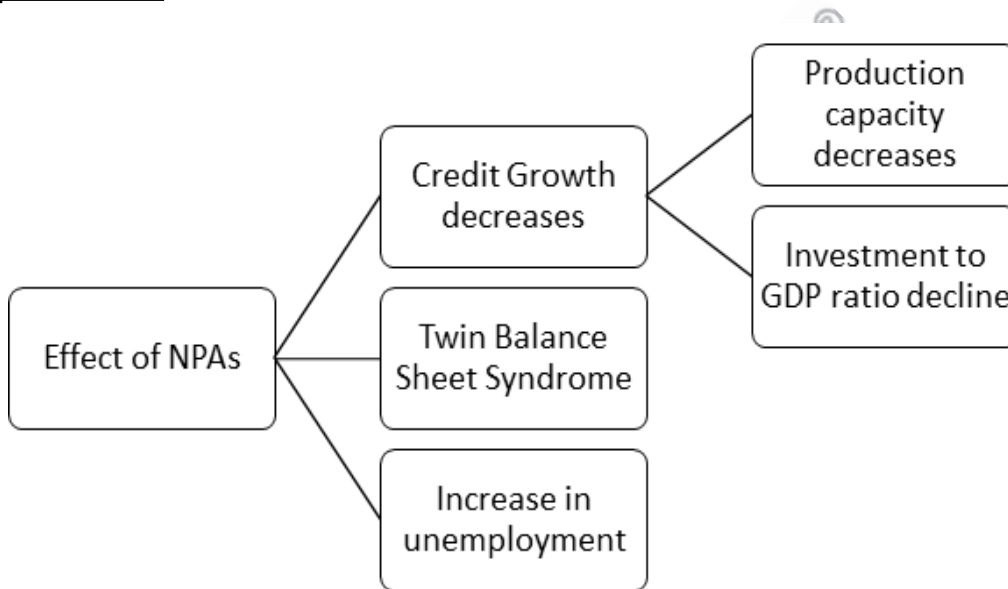 Effect of NPAs
Credit Growth
decreases
Production
capacity
decreases
Investment to
GDP ratio decline
Twin Balance
Sheet Syndrome
Increase in
unemployment